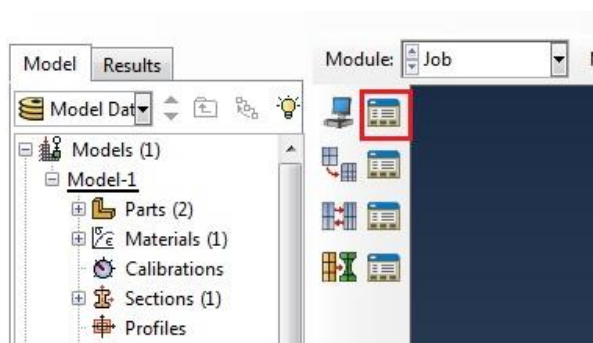 Model Results Module: Job
Model Dat
Models (1)
Model-1
Parts (2)
Materials (1)
Calibrations
Sections (1)
Profiles